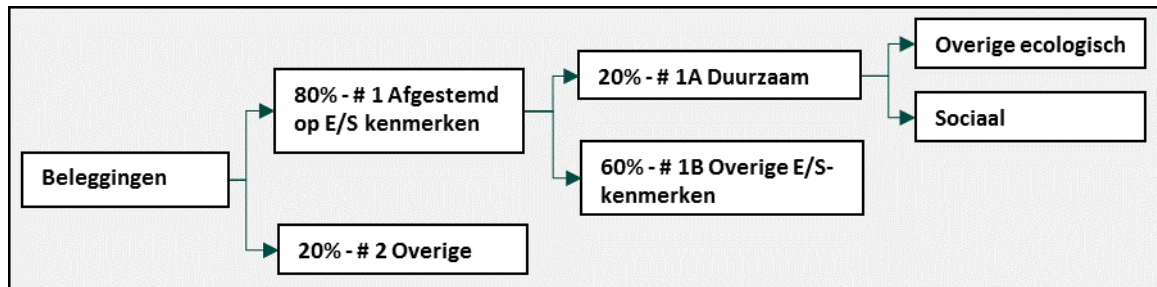 Beleggingen
80% - # 1 Afgestemd
op E/S kenmerken
20% - # 2 Overige
20% - # 1A Duurzaam
60% - # 1B Overige E/S-
kenmerken
Overige ecologisch
Sociaal